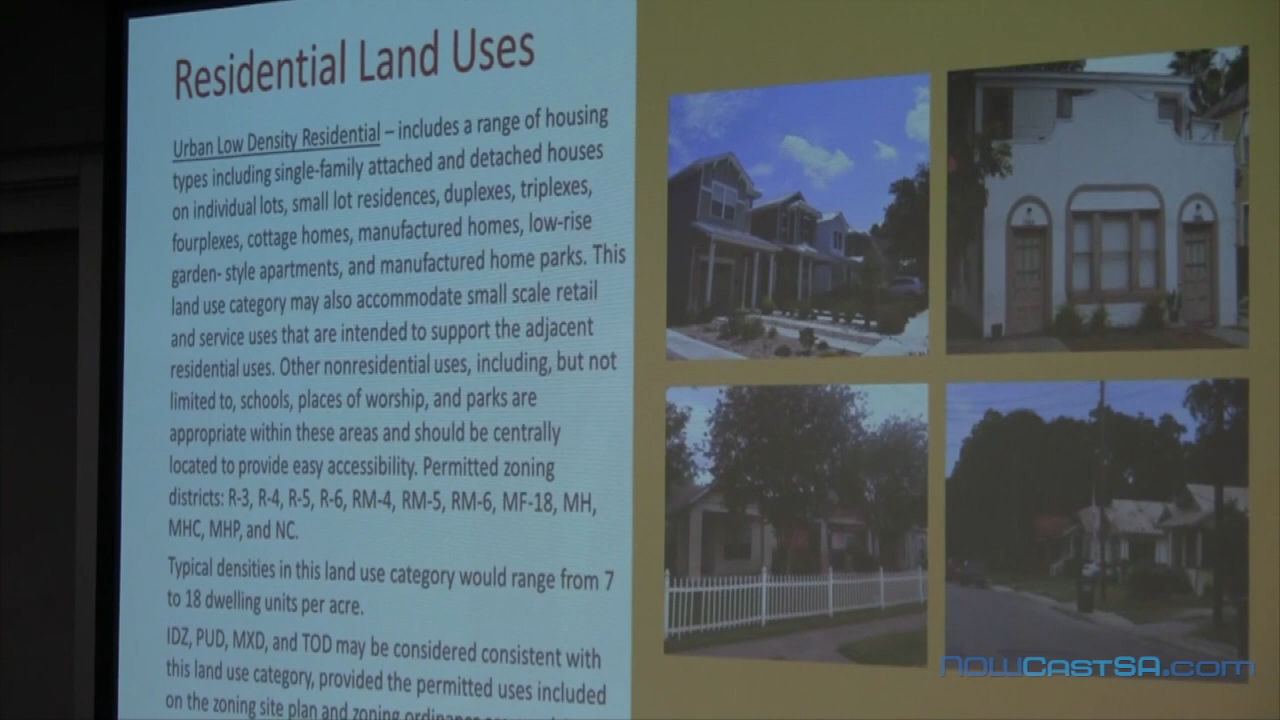 Residential Land Uses
Urban Low Density Residential – includes a range of housing
types including single-family attached and detached houses
on individual lots, small lot residences, duplexes, triplexes,
fourplexes, cottage homes, manufactured homes, low-rise
garden- style apartments, and manufactured home parks. This
land use category may also accommodate small scale retail
and service uses that are intended to support the adjacent
residential uses. Other nonresidential uses, including, but not
limited to, schools, places of worship, and parks are
appropriate within these areas and should be centrally
located to provide easy accessibility. Permitted zoning
districts: R-3, R-4, R-5, R-6, RM-4, RM-5, RM-6, MF-18, MH,
MHC, MHP, and NC.
Typical densities in this land use category would range from 7
to 18 dwelling units per acre.
IDZ, PUD, MXD, and TOD may be considered consistent with
this land use category, provided the permitted uses included
on the zoning site plan and zoning ordinance
NOWCASTSA.com